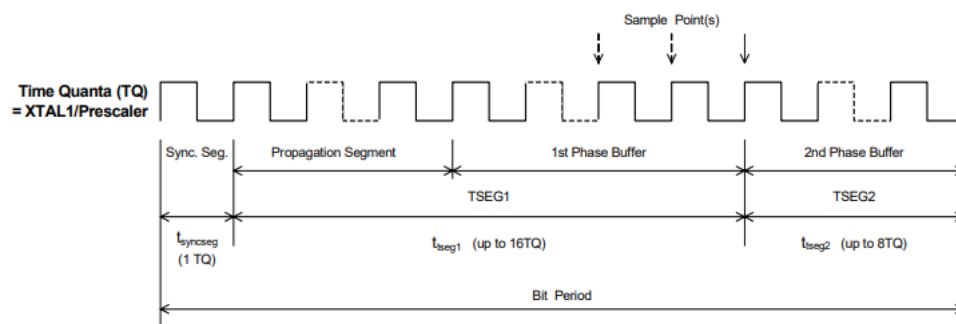 Sample Point(s)
Time Quanta (TQ)
= XTAL1/Prescaler
Sync. Seg.
Propagation Segment
1st Phase Buffer
2nd Phase Buffer
TSEG1
TSEG2
tsyncseg
(1 TQ)
ttseg1 (up to 16TQ)
ttseg2 (up to 8TQ)
Bit Period